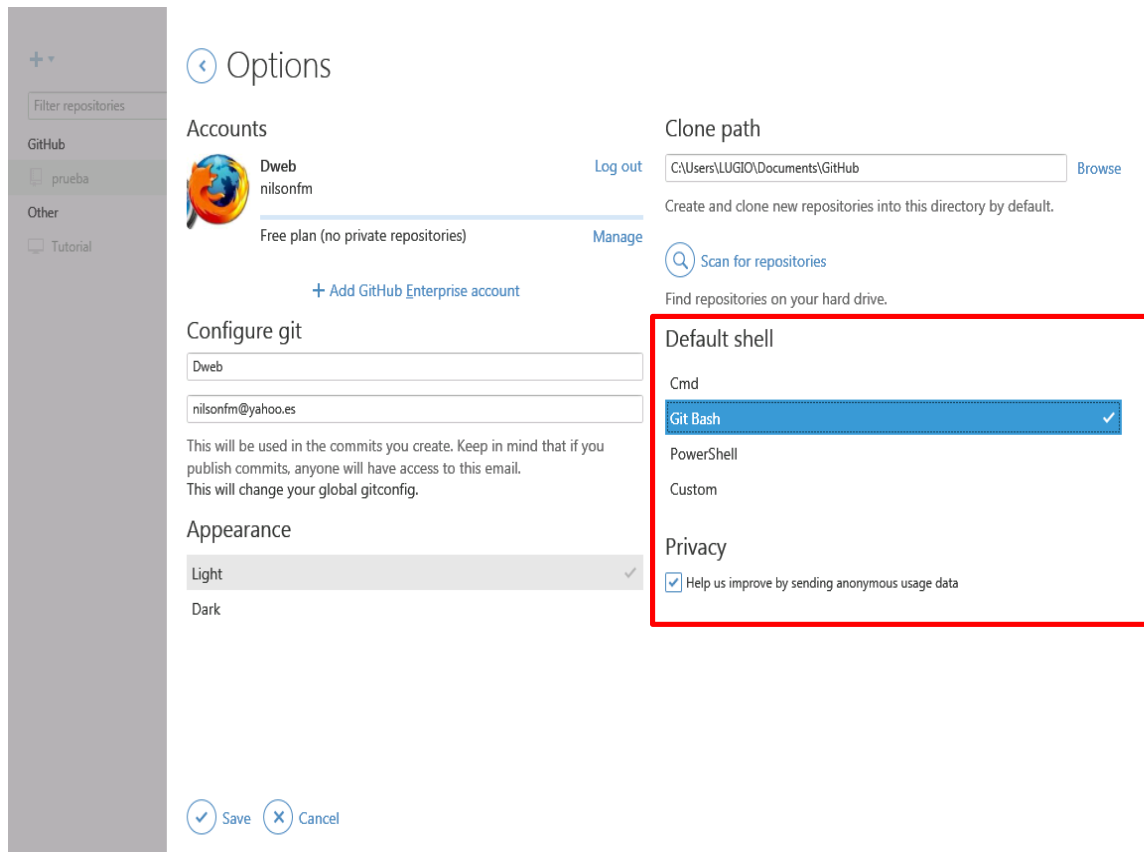 Filter repositories
GitHub
prueba
Other
Tutorial
Options
Accounts
Dweb
Log out
nilsonfm
Free plan (no private repositories)
Manage
+ Add GitHub Enterprise account
Configure git
Dweb
nilsonfm@yahoo.es
This will be used in the commits you create. Keep in mind that if you
publish commits, anyone will have access to this email.
This will change your global gitconfig.
Appearance
Light
Dark
Clone path
C:\Users\LUGIO\Documents\GitHub
Browse
Create and clone new repositories into this directory by default.
Scan for repositories
Find repositories on your hard drive.
Default shell
Cmd
Git Bash
PowerShell
Custom
Privacy
Help us improve by sending anonymous usage data
Save
Cancel